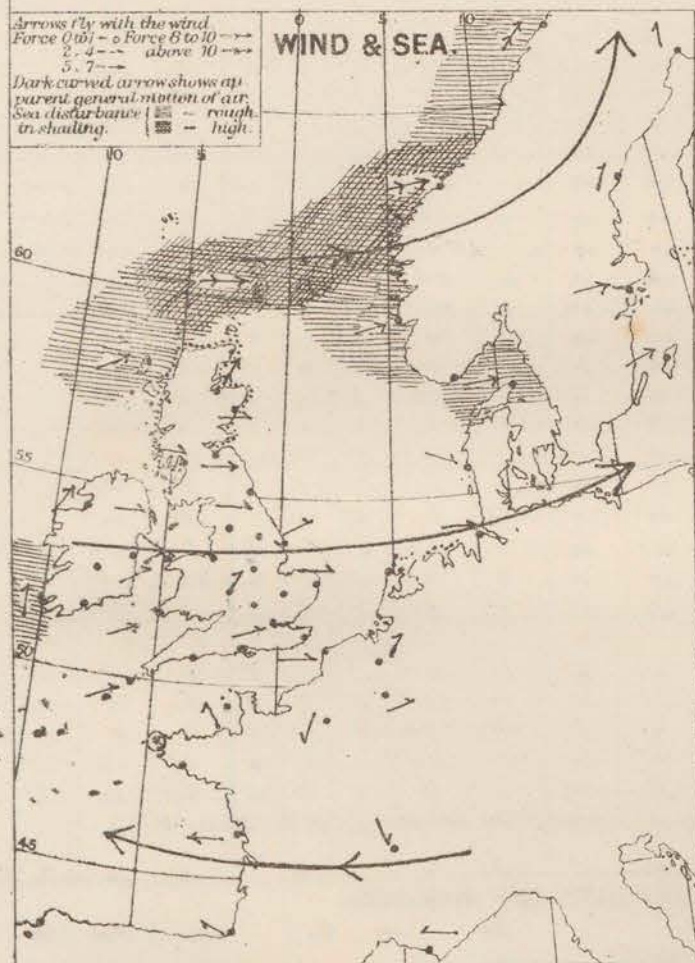 Arrows fly with the wind.
Force 0 to 1 - o Force 8 to 10
2 . 4 above 10
5 . 7
Dark curved arrow shows ap
parent general motion of air.
Sea disturbance { - rough.
in shading. - high.
WIND & SEA.
5 10
10 5 0
60
55
50
45